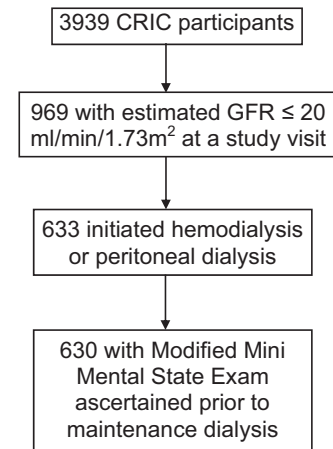 3939 CRIC participants
969 with estimated GFR ≤ 20
ml/min/1.73m² at a study visit
633 initiated hemodialysis
or peritoneal dialysis
630 with Modified Mini
Mental State Exam
ascertained prior to
maintenance dialysis